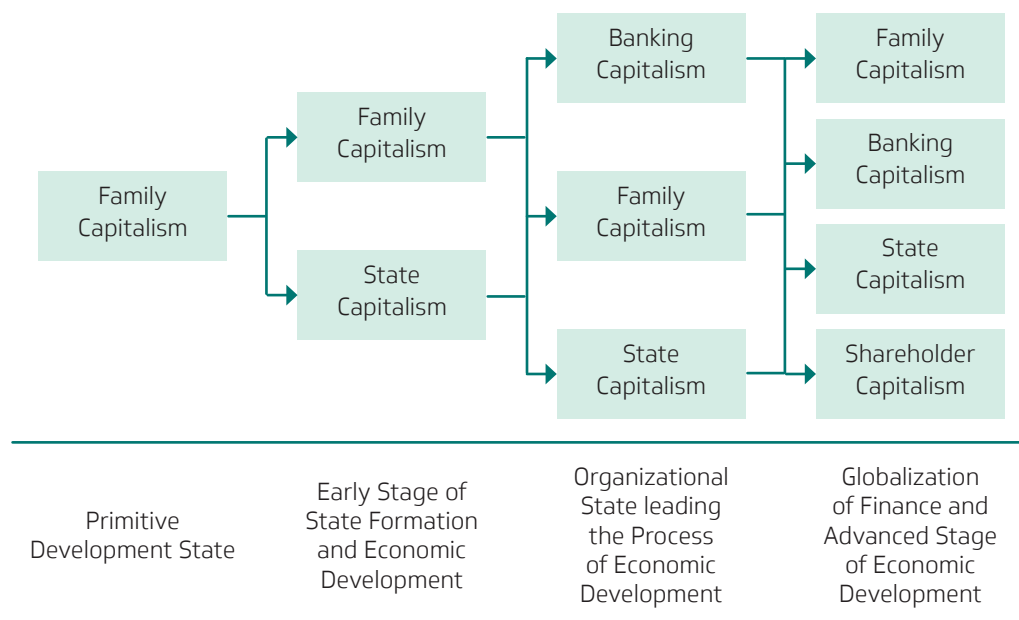 Family
Capitalism
Family
Capitalism
State
Capitalism
Banking
Capitalism
Family
Capitalism
State
Capitalism
Family
Capitalism
Banking
Capitalism
State
Capitalism
Shareholder
Capitalism
Primitive
Development State
Early Stage of
State Formation
and Economic
Development
Organizational
State leading
the Process
of Economic
Development
Globalization
of Finance and
Advanced Stage
of Economic
Development